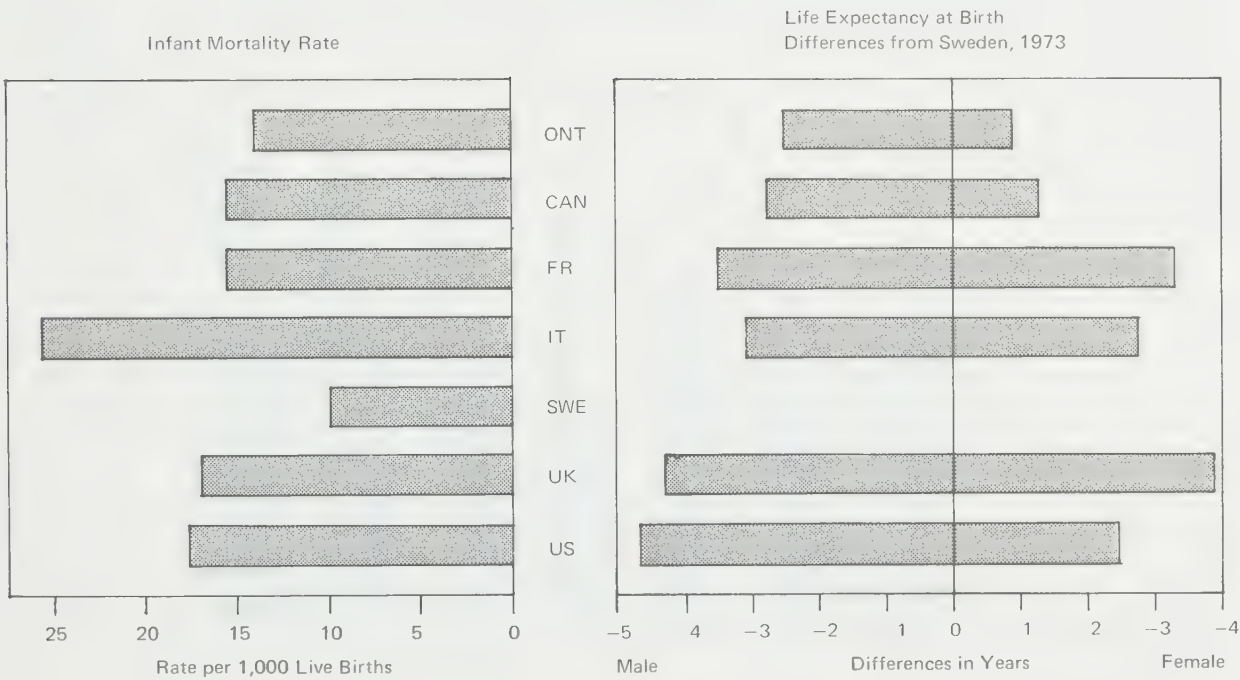 Infant Mortality Rate
Life Expectancy at Birth
Differences from Sweden, 1973
ONT
CAN
FR
IT
SWE
UK
US
25 20 15 10 5 0
Rate per 1,000 Live Births
−5 4 −3 −2 1 0 1 2 −3 −4
Male Differences in Years Female